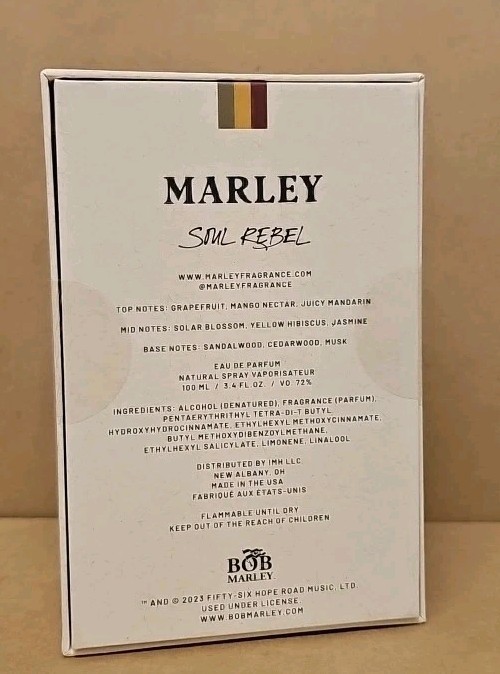 MARLEY
SOUL REBEL
WWW.MARLEYFRAGRANCE.COM
@MARLEYFRAGRANCE
TOP NOTES: GRAPEFRUIT, MANGO NECTAR, JUICY MANDARIN
MID NOTES: SOLAR BLOSSOM, YELLOW HIBISCUS, JASMINE
BASE NOTES: SANDALWOOD, CEDARWOOD, MUSK
EAU DE PARFUM
NATURAL SPRAY VAPORISATEUR
100 ML / 3.4 FL.OZ. / VO 72%
INGREDIENTS: ALCOHOL (DENATURED), FRAGRANCE (PARFUM),
PENTAERYTHRITHYL TETRA-DI-T BUTYL
HYDROXYHYDROCINNAMATE, ETHYLHEXYL METHOXYCINNAMATE,
BUTYL METHOXYDIBENZOYLMETHANE,
ETHYLHEXYL SALICYLATE, LIMONENE, LINALOOL
DISTRIBUTED BY IMH LLC.
NEW ALBANY, OH
MADE IN THE USA
FABRIQUÉ AUX ETATS-UNIS
FLAMMABLE UNTIL DRY
KEEP OUT OF THE REACH OF CHILDREN
BOB
MARLEY
™ AND © 2023 FIFTY-SIX HOPE ROAD MUSIC, LTD.
USED UNDER LICENSE.
WWW.BOBMARLEY.COM